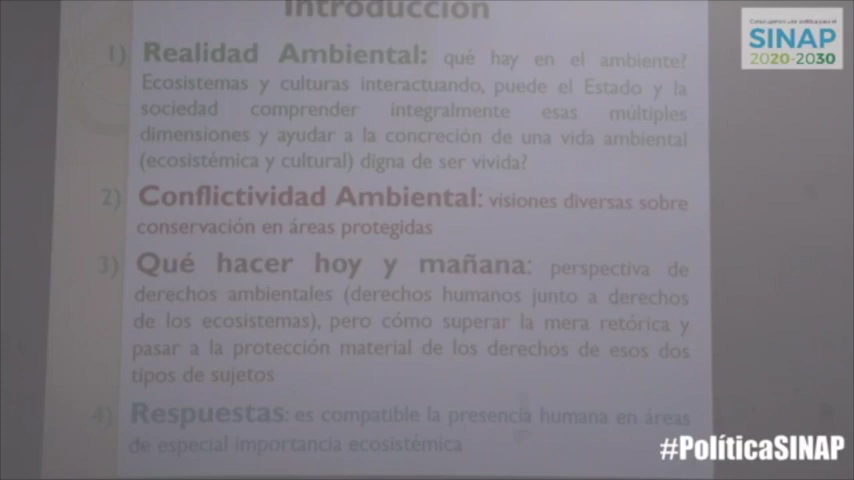 Introducción
1) Realidad Ambiental: qué hay en el ambiente?
Ecosistemas y culturas interactuando, puede el Estado y la
sociedad comprender integralmente esas múltiples
dimensiones y ayudar a la concreción de una vida ambiental
(ecosistémica y cultural) digna de ser vivida?
2) Conflictividad Ambiental: visiones diversas sobre
conservación en áreas protegidas
3) Qué hacer hoy y mañana: perspectiva de
derechos ambientales (derechos humanos junto a derechos
de los ecosistemas), pero cómo superar la mera retórica y
pasar a la protección material de los derechos de esos dos
tipos de sujetos
4) Respuestas: es compatible la presencia humana en áreas
de especial importancia ecosistémica
SINAP
2020-2030
#PolíticaSINAP